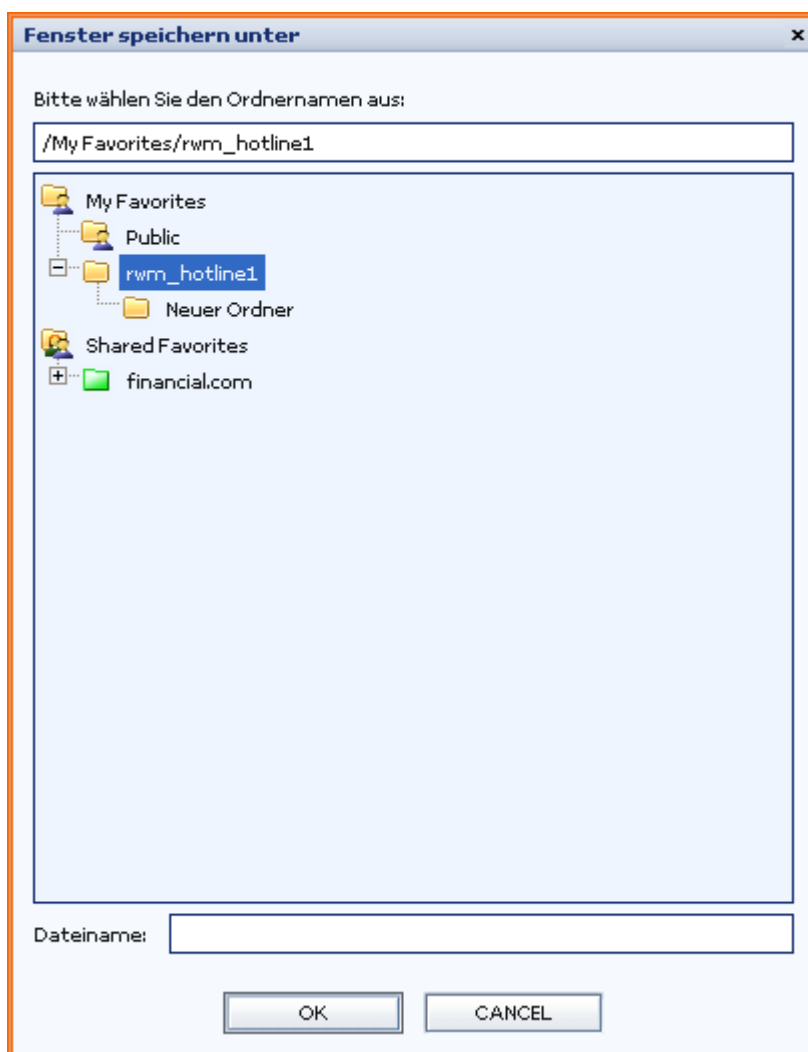 Fenster speichern unter
Bitte wählen Sie den Ordnernamen aus:
/My Favorites/rwm_hotline1
My Favorites
Public
rwm_hotline1
Neuer Ordner
Shared Favorites
financial.com
Dateiname:
OK CANCEL